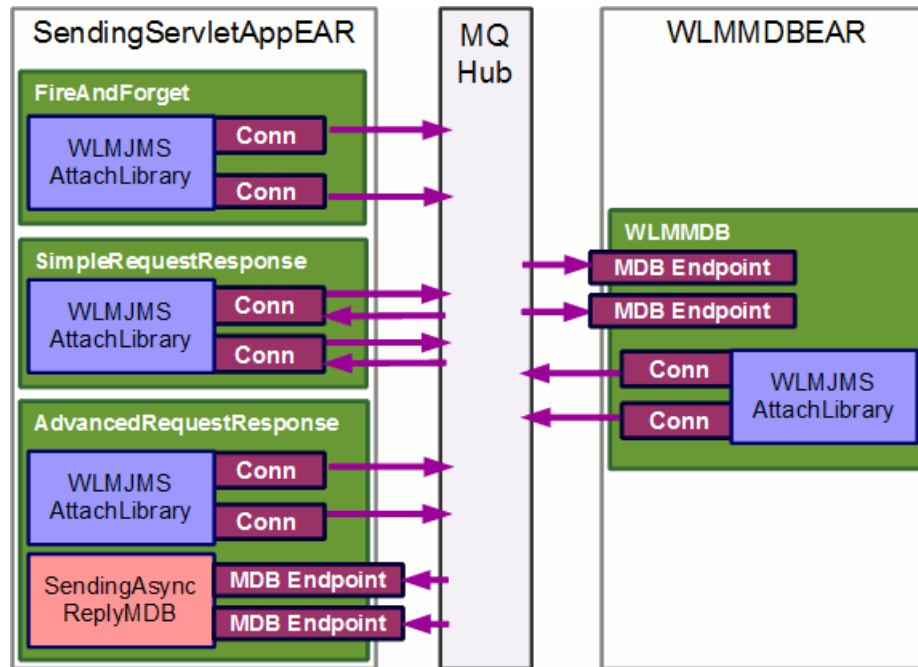 SendingServletAppEAR
FireAndForget
WLMJMS
AttachLibrary
Conn
Conn
SimpleRequestResponse
WLMJMS
AttachLibrary
Conn
Conn
AdvancedRequestResponse
WLMJMS
AttachLibrary
Conn
Conn
SendingAsync
ReplyMDB
MDB Endpoint
MDB Endpoint
MQ
Hub
WLMMDBEAR
WLMMDB
MDB Endpoint
MDB Endpoint
Conn
Conn
WLMJMS
AttachLibrary